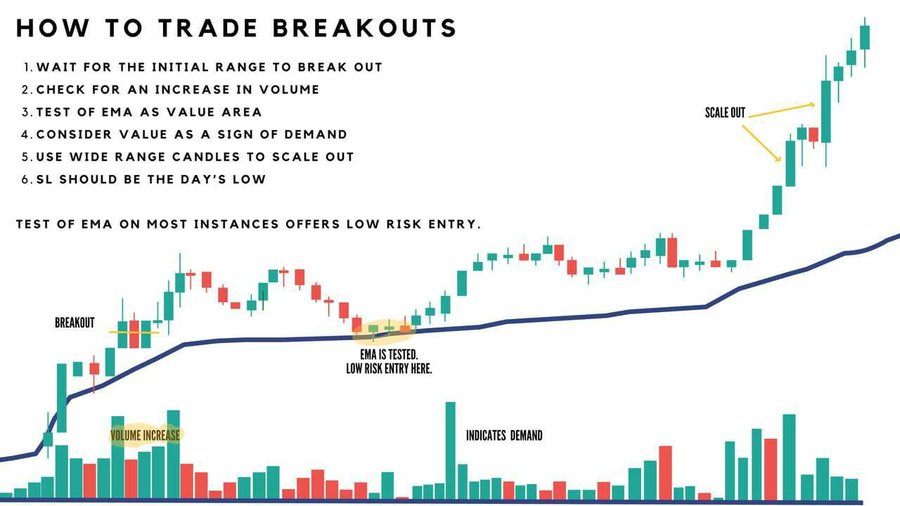 HOW TO TRADE BREAKOUTS
1. WAIT FOR THE INITIAL RANGE TO BREAK OUT
2. CHECK FOR AN INCREASE IN VOLUME
3. TEST OF EMA AS VALUE AREA
4. CONSIDER VALUE AS A SIGN OF DEMAND
5. USE WIDE RANGE CANDLES TO SCALE OUT
6. SL SHOULD BE THE DAY'S LOW
TEST OF EMA ON MOST INSTANCES OFFERS LOW RISK ENTRY.
SCALE OUT
BREAKOUT
EMA IS TESTED.
LOW RISK ENTRY HERE.
VOLUME INCREASE
INDICATES DEMAND